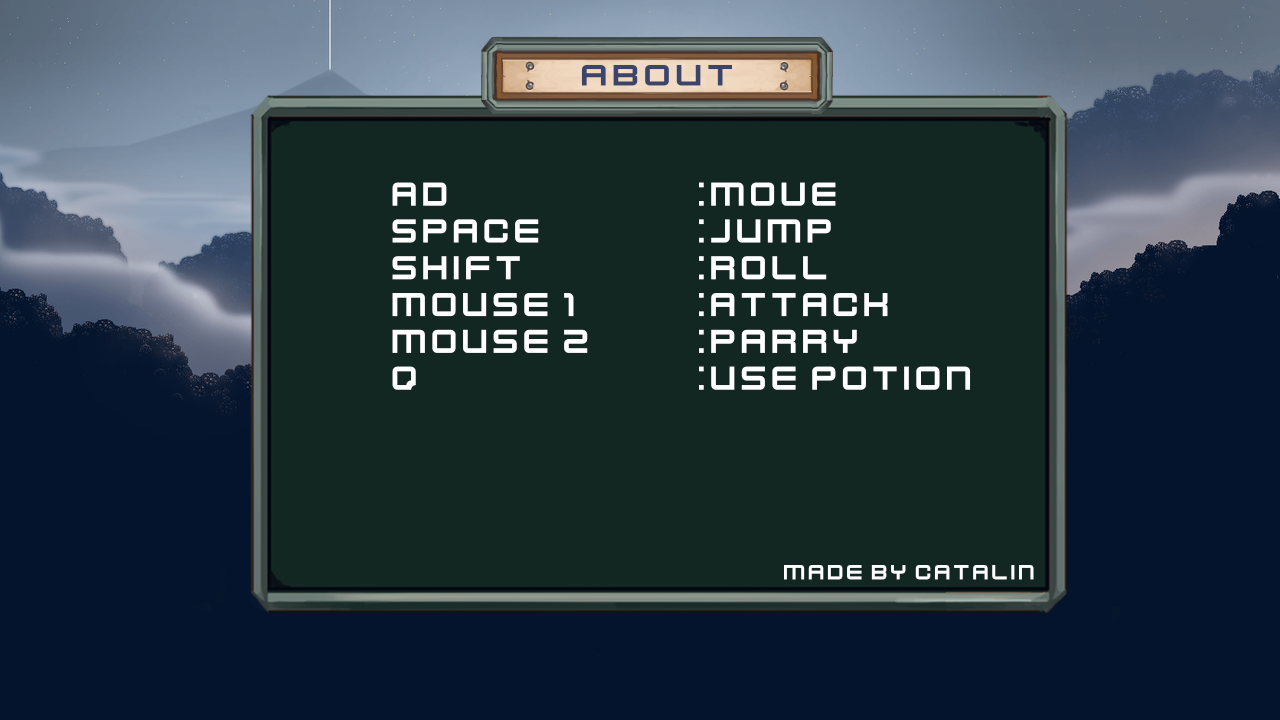 ABOUT
AD :MOVE
SPACE :JUMP
SHIFT :ROLL
MOUSE 1 :ATTACK
MOUSE 2 :PARRY
Q :USE POTION
MADE BY CATALIN